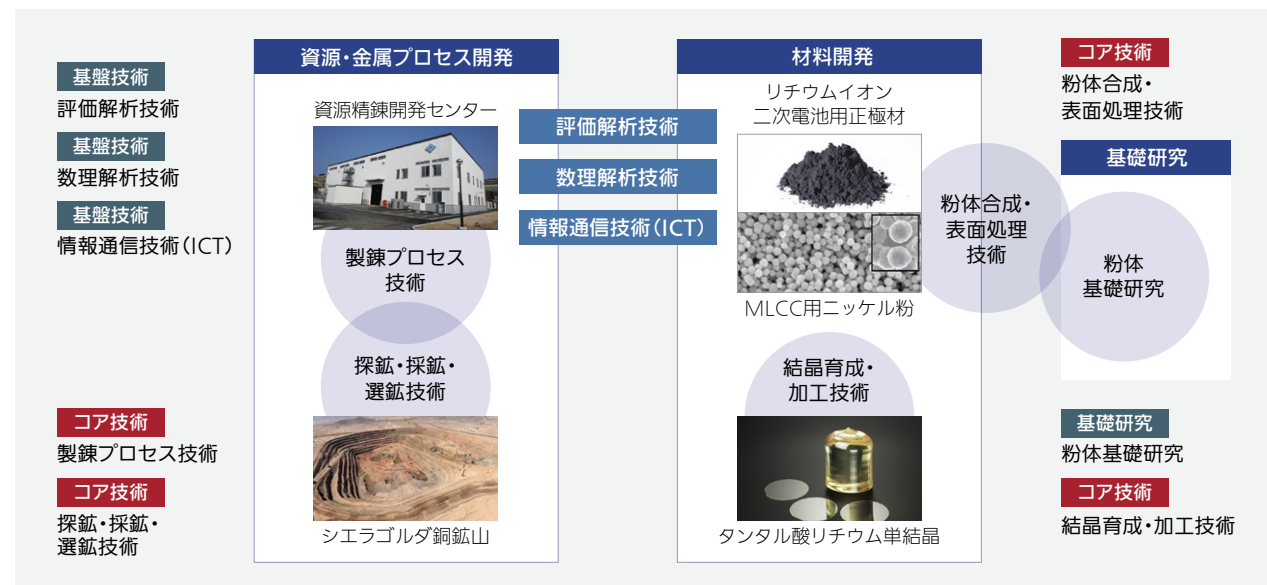 基盤技術
評価解析技術
基盤技術
数理解析技術
基盤技術
情報通信技術（ICT）
コア技術
製錬プロセス技術
コア技術
探鉱・採鉱・
選鉱技術
資源・金属プロセス開発
資源精錬開発センター
製錬プロセス
技術
探鉱・採鉱・
選鉱技術
シエラゴルダ銅鉱山
評価解析技術
数理解析技術
情報通信技術（ICT）
材料開発
リチウムイオン
二次電池用正極材
MLCC用ニッケル粉
結晶育成・
加工技術
タンタル酸リチウム単結晶
粉体合成・
表面処理
技術
コア技術
粉体合成・
表面処理技術
基礎研究
粉体
基礎研究
基礎研究
粉体基礎研究
コア技術
結晶育成・加工技術